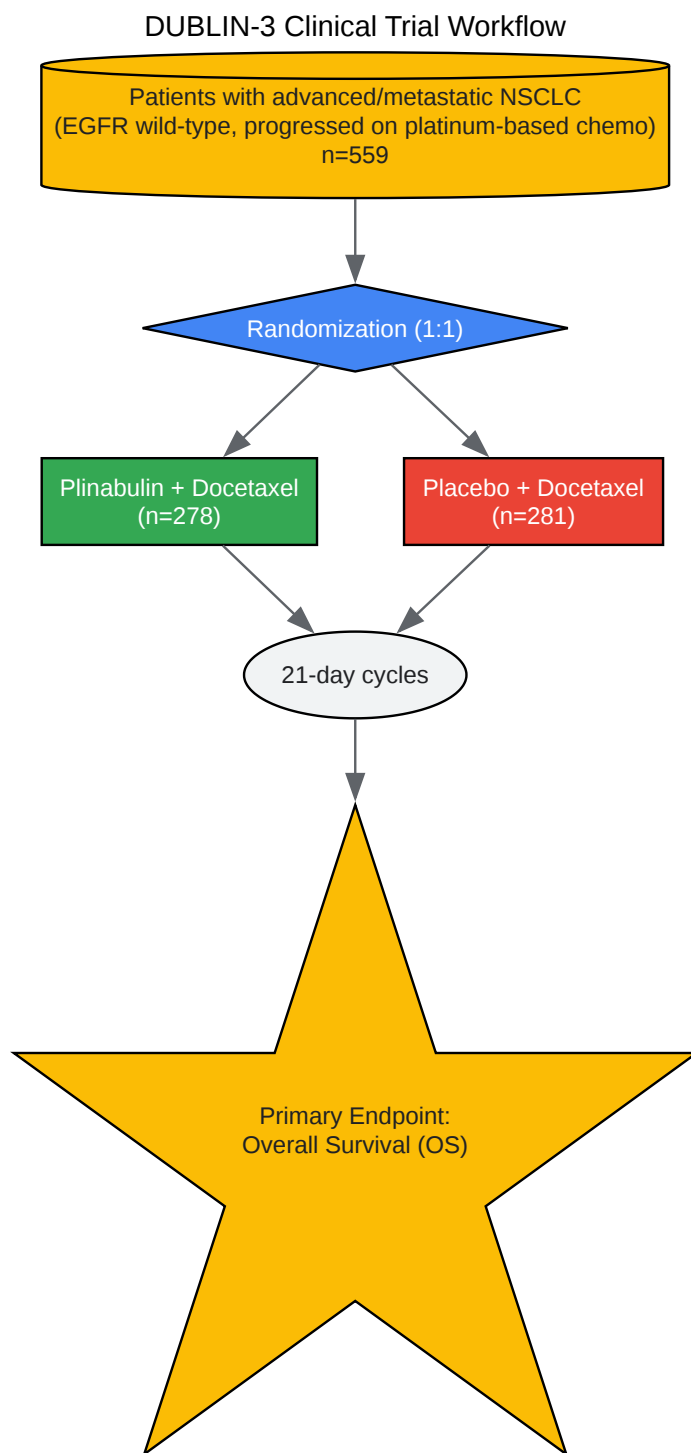 DUBLIN-3 Clinical Trial Workflow
Patients with advanced/metastatic NSCLC
(EGFR wild-type, progressed on platinum-based chemo)
n=559
Randomization (1:1)
Plinabulin + Docetaxel
(n=278)
Placebo + Docetaxel
(n=281)
21-day cycles
Primary Endpoint:
Overall Survival (OS)